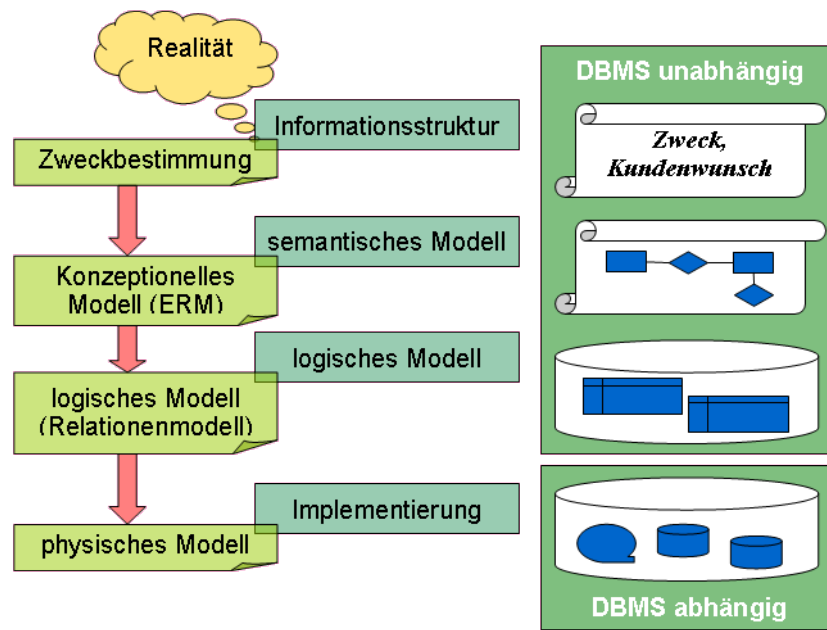 Realität
Informationsstruktur
Zweckbestimmung
semantisches Modell
Konzeptionelles
Modell (ERM)
logisches Modell
logisches Modell
(Relationenmodell)
Implementierung
physisches Modell
DBMS unabhängig
Zweck,
Kundenwunsch
DBMS abhängig